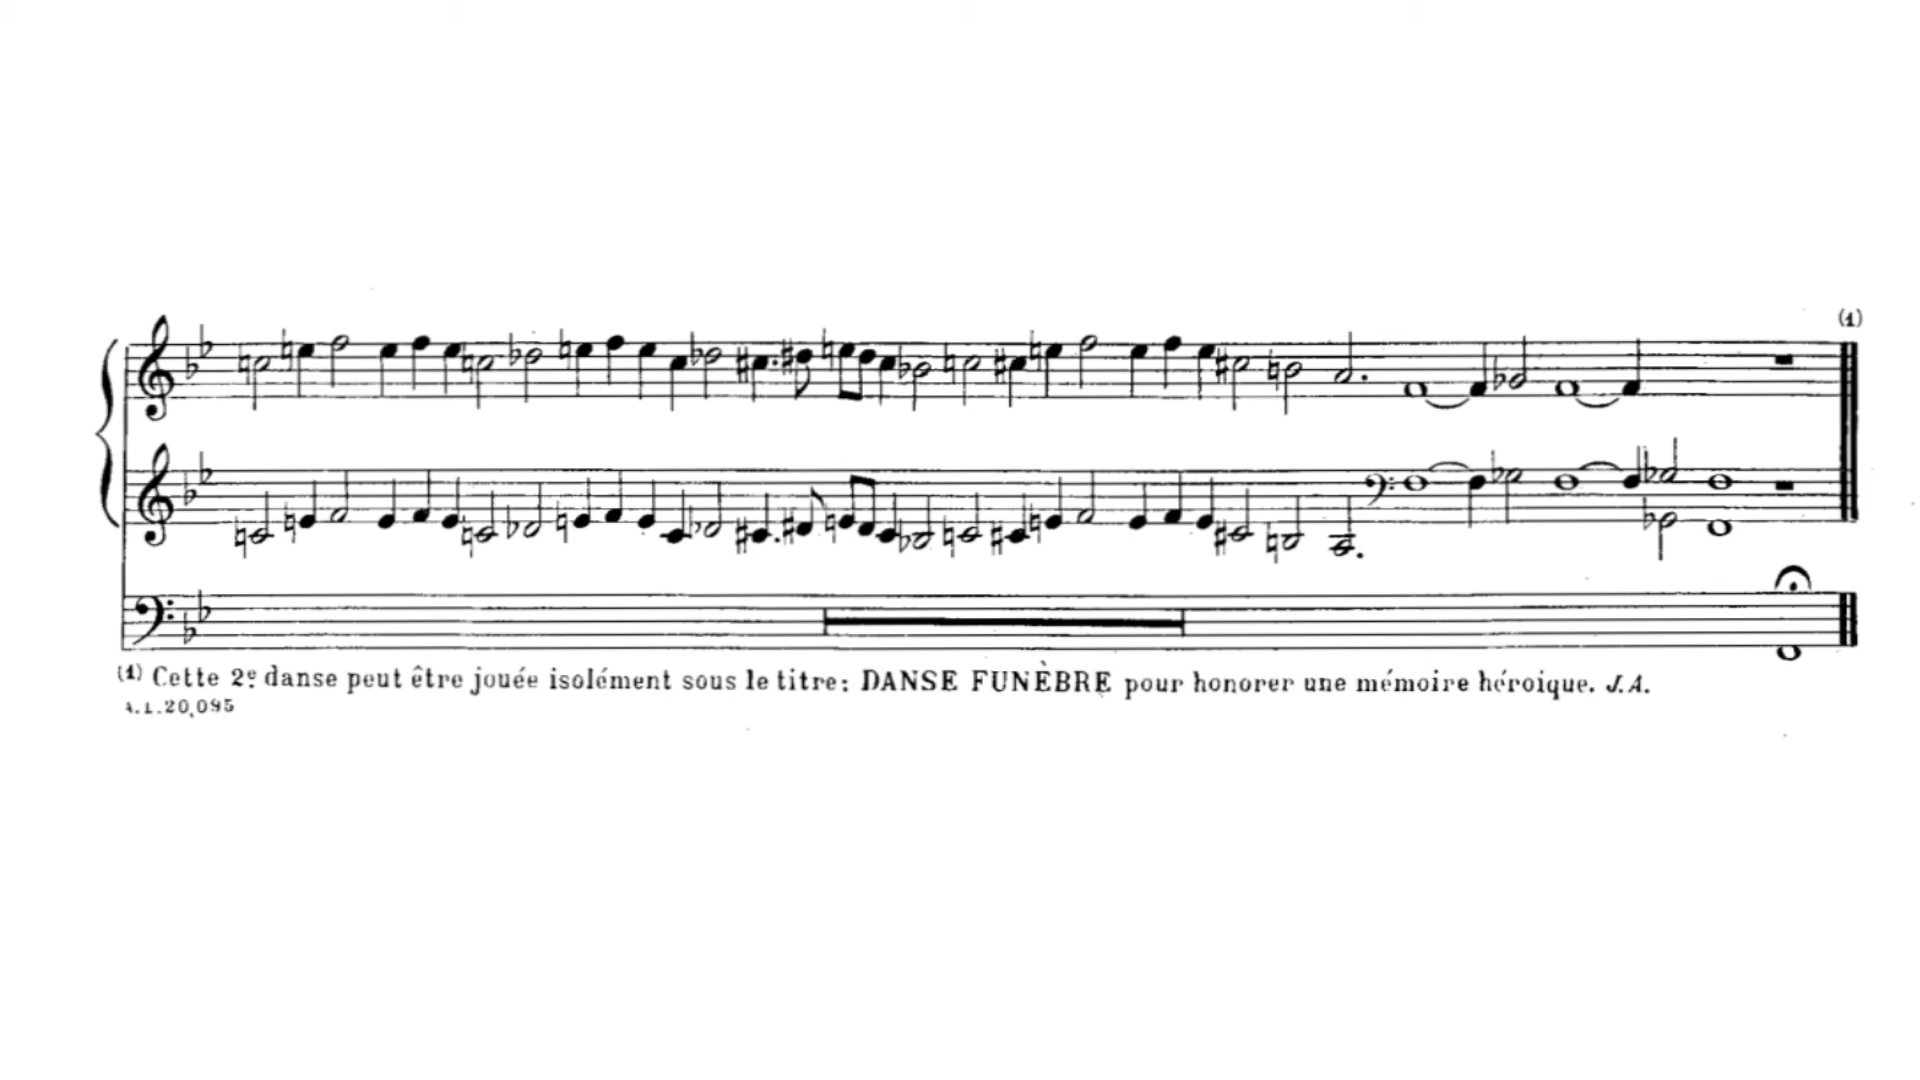 (1)
(1) Cette 2e danse peut être jouée isolément sous le titre: DANSE FUNÈBRE pour honorer une mémoire héroique. J.A.
A.L.20,095